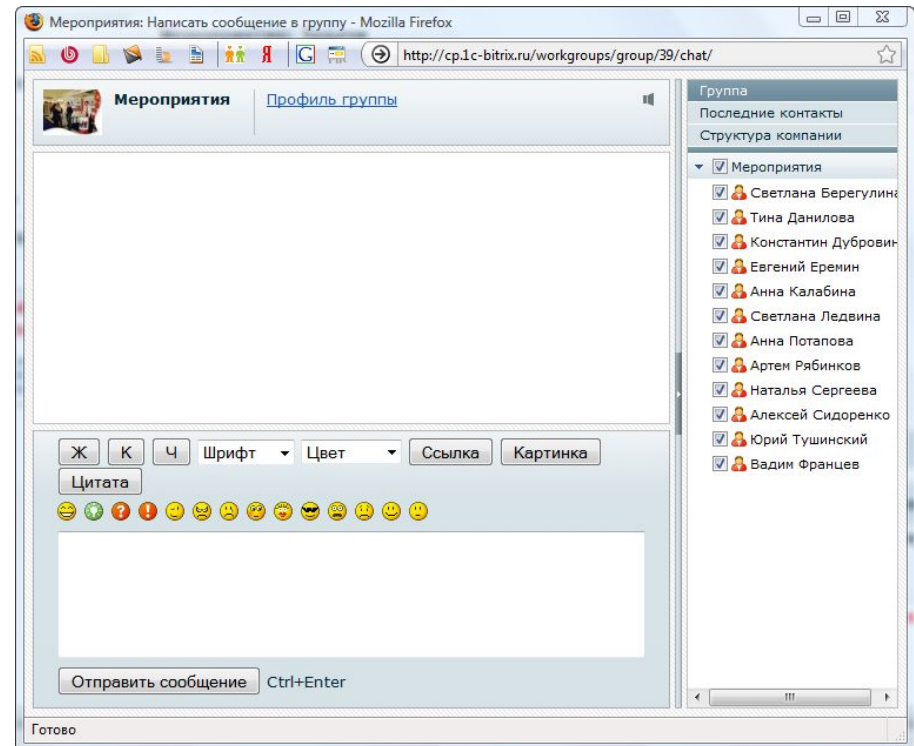 Мероприятия: Написать сообщение в группу - Mozilla Firefox
http://cp.1c-bitrix.ru/workgroups/group/39/chat/
Мероприятия Профиль группы
Группа
Последние контакты
Структура компании
Мероприятия
Светлана Берегулина
Тина Данилова
Константин Дубровин
Евгений Еремин
Анна Калабина
Светлана Ледвина
Анна Потапова
Артем Рябинков
Наталья Сергеева
Алексей Сидоренко
Юрий Тушинский
Вадим Францев
Ж К Ч Шрифт Цвет Ссылка Картинка
Цитата
Отправить сообщение Ctrl+Enter
Готово